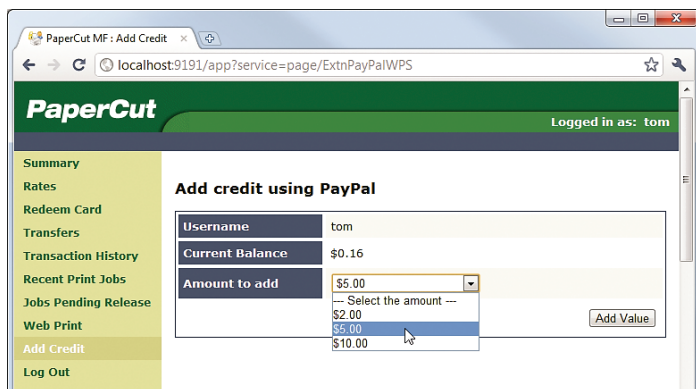 PaperCut MF : Add Credit
localhost:9191/app?service=page/ExtnPayPalWPS
PaperCut
Logged in as: tom
Summary
Rates
Redeem Card
Transfers
Transaction History
Recent Print Jobs
Jobs Pending Release
Web Print
Add Credit
Log Out
Add credit using PayPal
Username tom
Current Balance $0.16
Amount to add $5.00
--- Select the amount ---
$2.00
$5.00
$10.00
Add Value